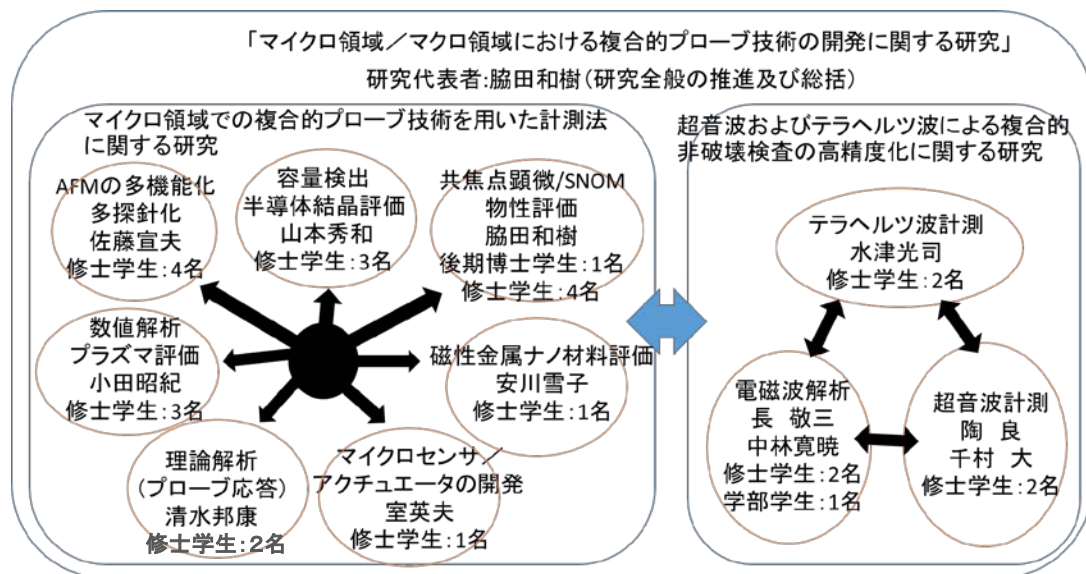 「マイクロ領域／マクロ領域における複合的プローブ技術の開発に関する研究」
研究代表者:脇田和樹（研究全般の推進及び総括）
マイクロ領域での複合的プローブ技術を用いた計測法
に関する研究
AFMの多機能化
多探針化
佐藤宣夫
修士学生:4名
容量検出
半導体結晶評価
山本秀和
修士学生:3名
共焦点顕微/SNOM
物性評価
脇田和樹
後期博士学生:1名
修士学生:4名
数値解析
プラズマ評価
小田昭紀
修士学生:3名
磁性金属ナノ材料評価
安川雪子
修士学生:1名
理論解析
（プローブ応答）
清水邦康
修士学生:2名
マイクロセンサ／
アクチュエータの開発
室英夫
修士学生:1名
超音波およびテラヘルツ波による複合的
非破壊検査の高精度化に関する研究
テラヘルツ波計測
水津光司
修士学生:2名
電磁波解析
長　敬三
中林寛暁
修士学生:2名
学部学生:1名
超音波計測
陶　良
千村　大
修士学生:2名